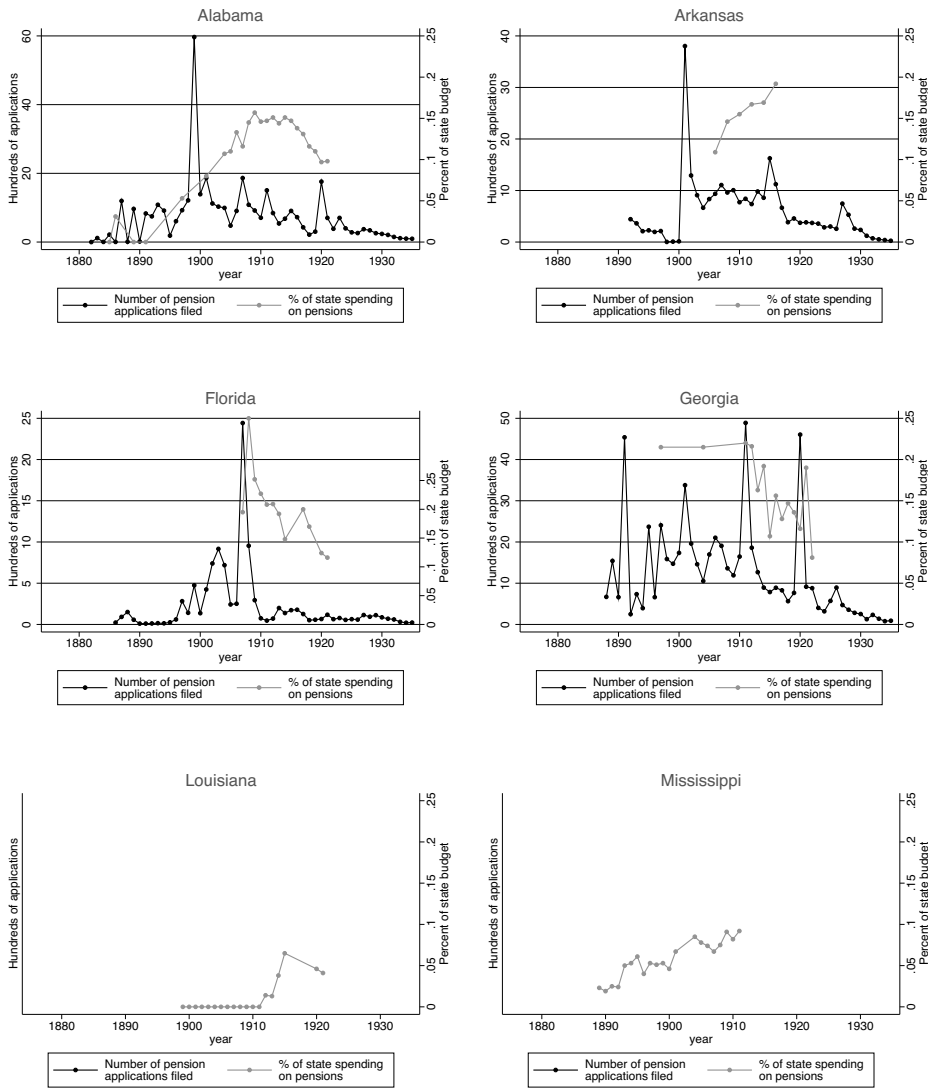 Alabama
Hundreds of applications
0 20 40 60
Percent of state budget
0 .05 .1 .15 .2 .25
1880 1890 1900 1910 1920 1930
year
Number of pension applications filed
% of state spending on pensions
Arkansas
Hundreds of applications
0 10 20 30 40
Percent of state budget
0 .05 .1 .15 .2 .25
1880 1890 1900 1910 1920 1930
year
Number of pension applications filed
% of state spending on pensions
Florida
Hundreds of applications
0 5 10 15 20 25
Percent of state budget
0 .05 .1 .15 .2 .25
1880 1890 1900 1910 1920 1930
year
Number of pension applications filed
% of state spending on pensions
Georgia
Hundreds of applications
0 10 20 30 40 50
Percent of state budget
0 .05 .1 .15 .2 .25
1880 1890 1900 1910 1920 1930
year
Number of pension applications filed
% of state spending on pensions
Louisiana
Hundreds of applications
Percent of state budget
0 .05 .1 .15 .2 .25
1880 1890 1900 1910 1920 1930
year
Number of pension applications filed
% of state spending on pensions
Mississippi
Hundreds of applications
Percent of state budget
0 .05 .1 .15 .2 .25
1880 1890 1900 1910 1920 1930
year
Number of pension applications filed
% of state spending on pensions